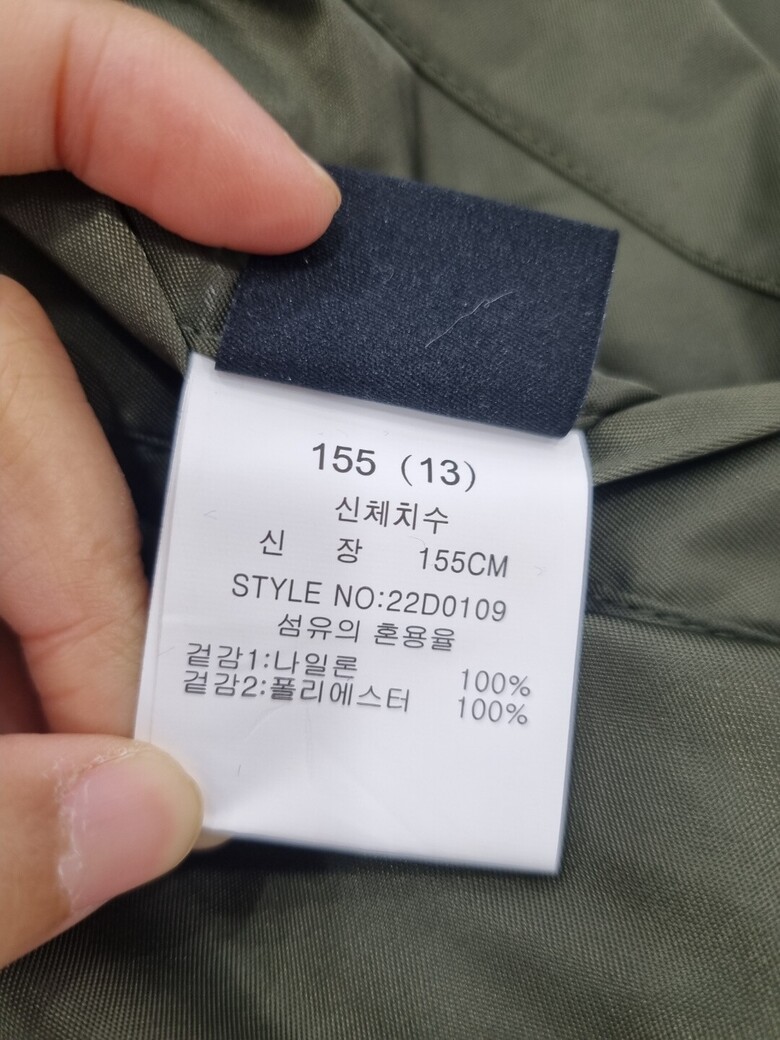 155 (13)
신체치수
신 장 155CM
STYLE NO:22D0109
섬유의 혼용율
겉감1:나일론 100%
겉감2:폴리에스터 100%